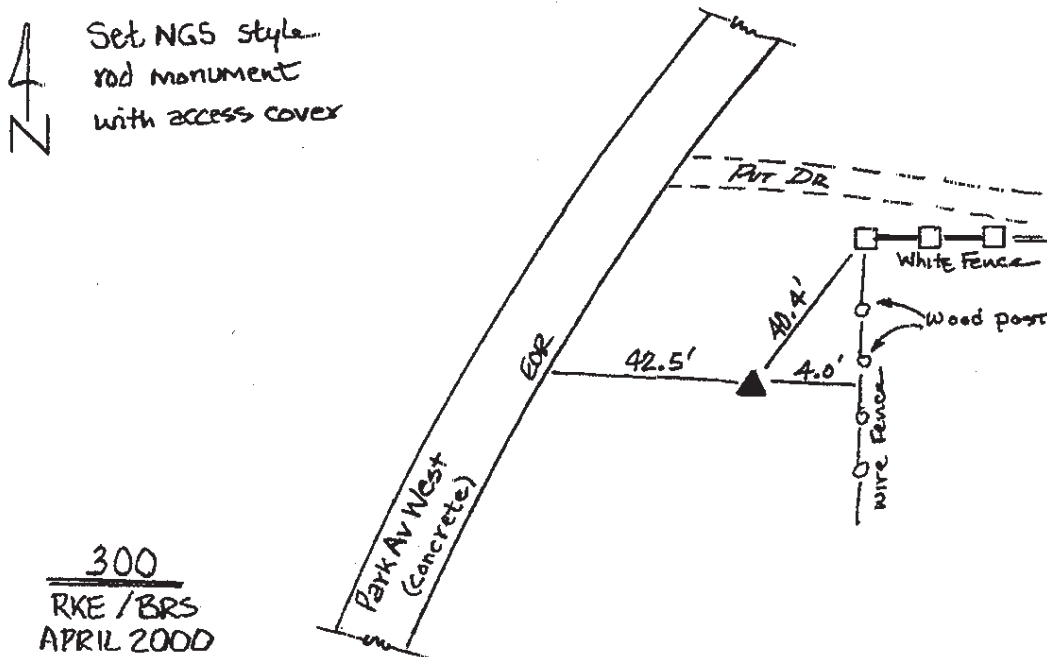 Set NGS style
rod monument
with access cover
N
PVT DR
White Fence
40.4'
Wood post
EOR
42.5'
4.0'
wire Fence
Park Av West
(concrete)
300
RKE / BRS
APRIL 2000